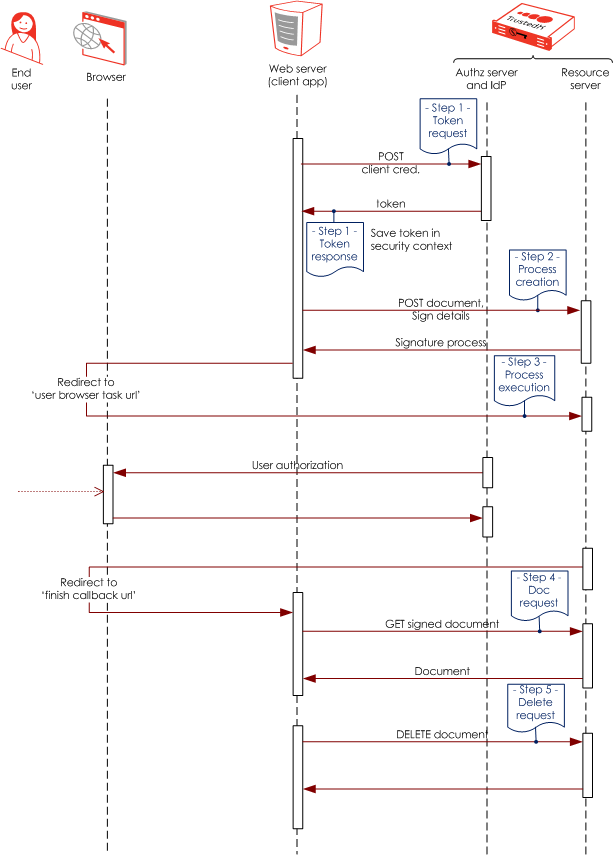 TrustedX
End
user
Browser
Web server
(client app)
Authz server
and IdP
Resource
server
- Step 1 -
Token
request
POST
client cred.
token
- Step 1 -
Token
response
Save token in
security context
- Step 2 -
Process
creation
POST document,
Sign details
Signature process
- Step 3 -
Process
execution
Redirect to
‘user browser task url’
User authorization
Redirect to
‘finish callback url’
- Step 4 -
Doc
request
GET signed document
Document
- Step 5 -
Delete
request
DELETE document